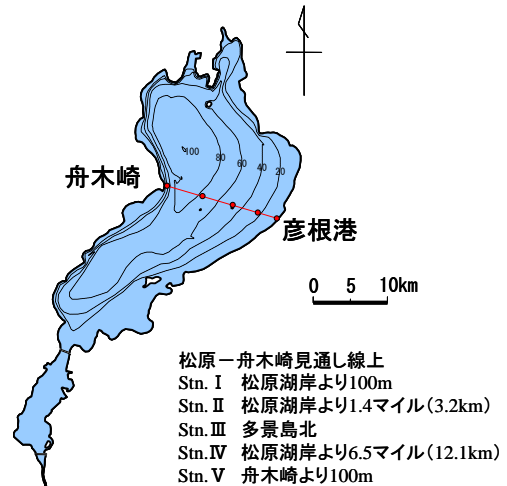 100
80
60
40
20
舟木崎
彦根港
0 5 10km
松原－舟木崎見通し線上
Stn.Ⅰ 松原湖岸より100m
Stn.Ⅱ 松原湖岸より1.4マイル（3.2km）
Stn.Ⅲ 多景島北
Stn.Ⅳ 松原湖岸より6.5マイル（12.1km）
Stn.Ⅴ 舟木崎より100m